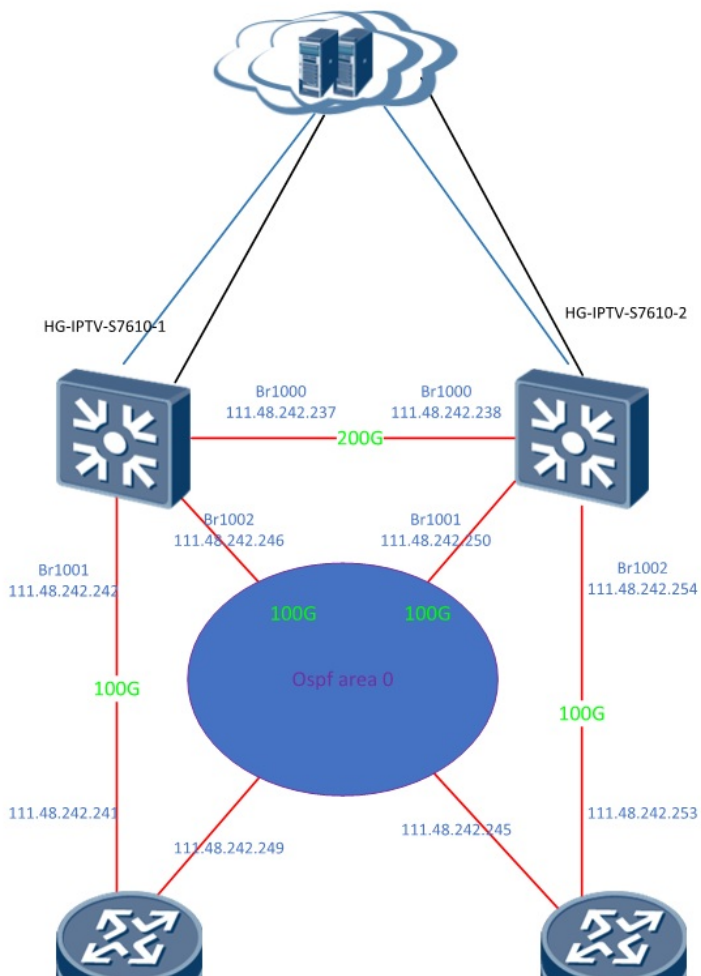 HG-IPTV-S7610-1
HG-IPTV-S7610-2
Br1000
111.48.242.237
Br1000
111.48.242.238
200G
Br1002
111.48.242.246
Br1001
111.48.242.250
Br1001
111.48.242.242
Br1002
111.48.242.254
100G
100G
Ospf area 0
100G
100G
111.48.242.241
111.48.242.249
111.48.242.245
111.48.242.253